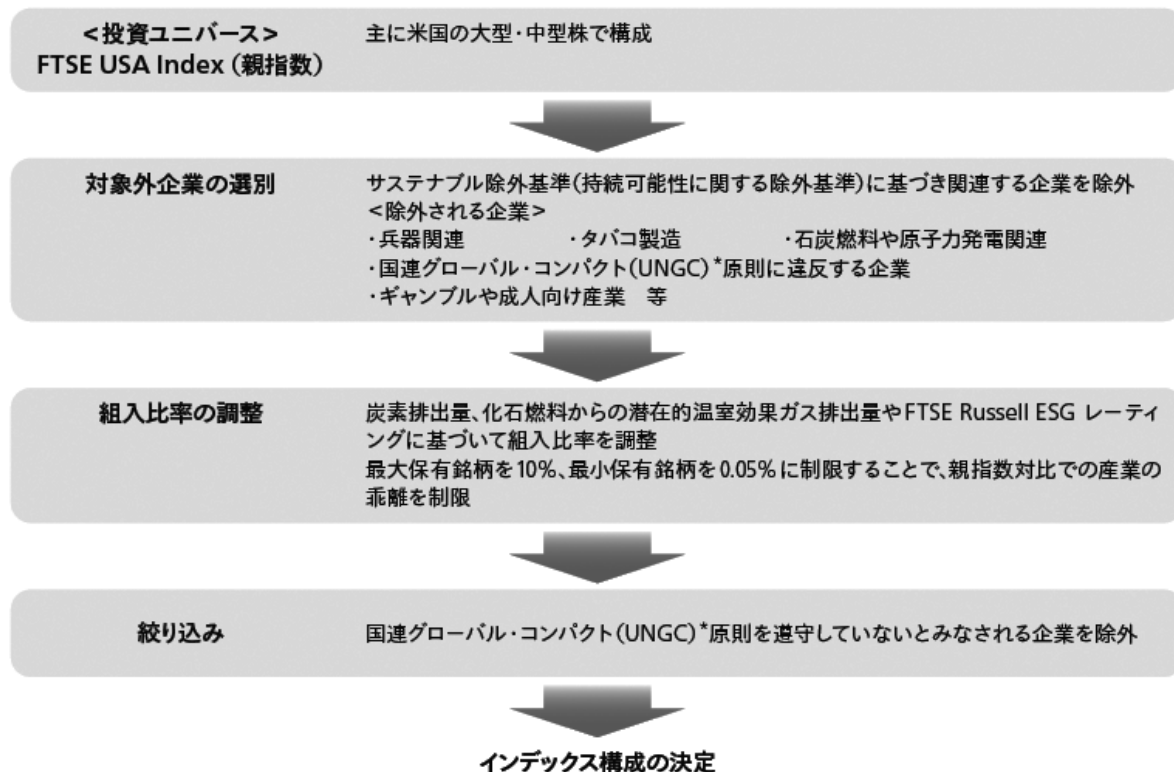 <投資ユニバース>
FTSE USA Index（親指数）
主に米国の大型・中型株で構成
対象外企業の選別
サステナブル除外基準（持続可能性に関する除外基準）に基づき関連する企業を除外
<除外される企業>
・兵器関連　・タバコ製造　・石炭燃料や原子力発電関連
・国連グローバル・コンパクト（UNGC）*原則に違反する企業
・ギャンブルや成人向け産業　等
組入比率の調整
炭素排出量、化石燃料からの潜在的温室効果ガス排出量やFTSE Russell ESG レーティ
ングに基づいて組入比率を調整
最大保有銘柄を10%、最小保有銘柄を0.05%に制限することで、親指数対比での産業の
乖離を制限
絞り込み
国連グローバル・コンパクト（UNGC）*原則を遵守していないとみなされる企業を除外
インデックス構成の決定